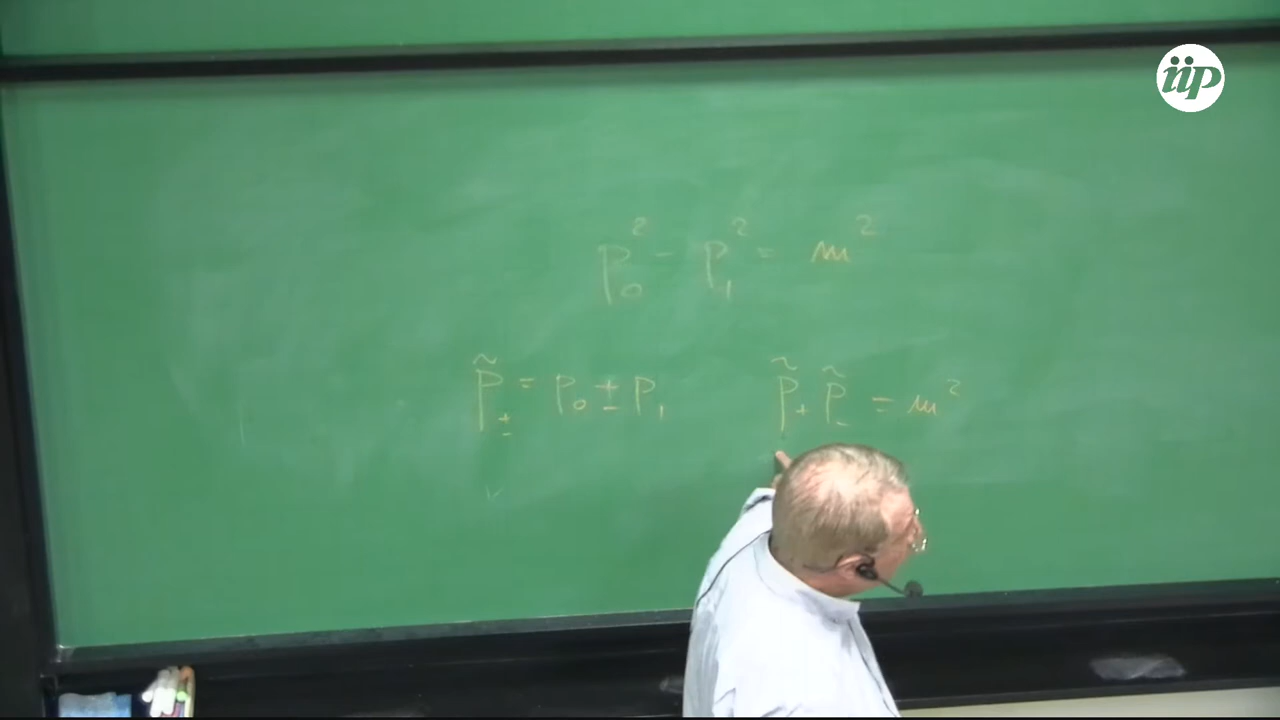 iip
p₀² - p₁² = m²
p̃± = p₀ ± p₁    p̃₊ p̃₋ = m²